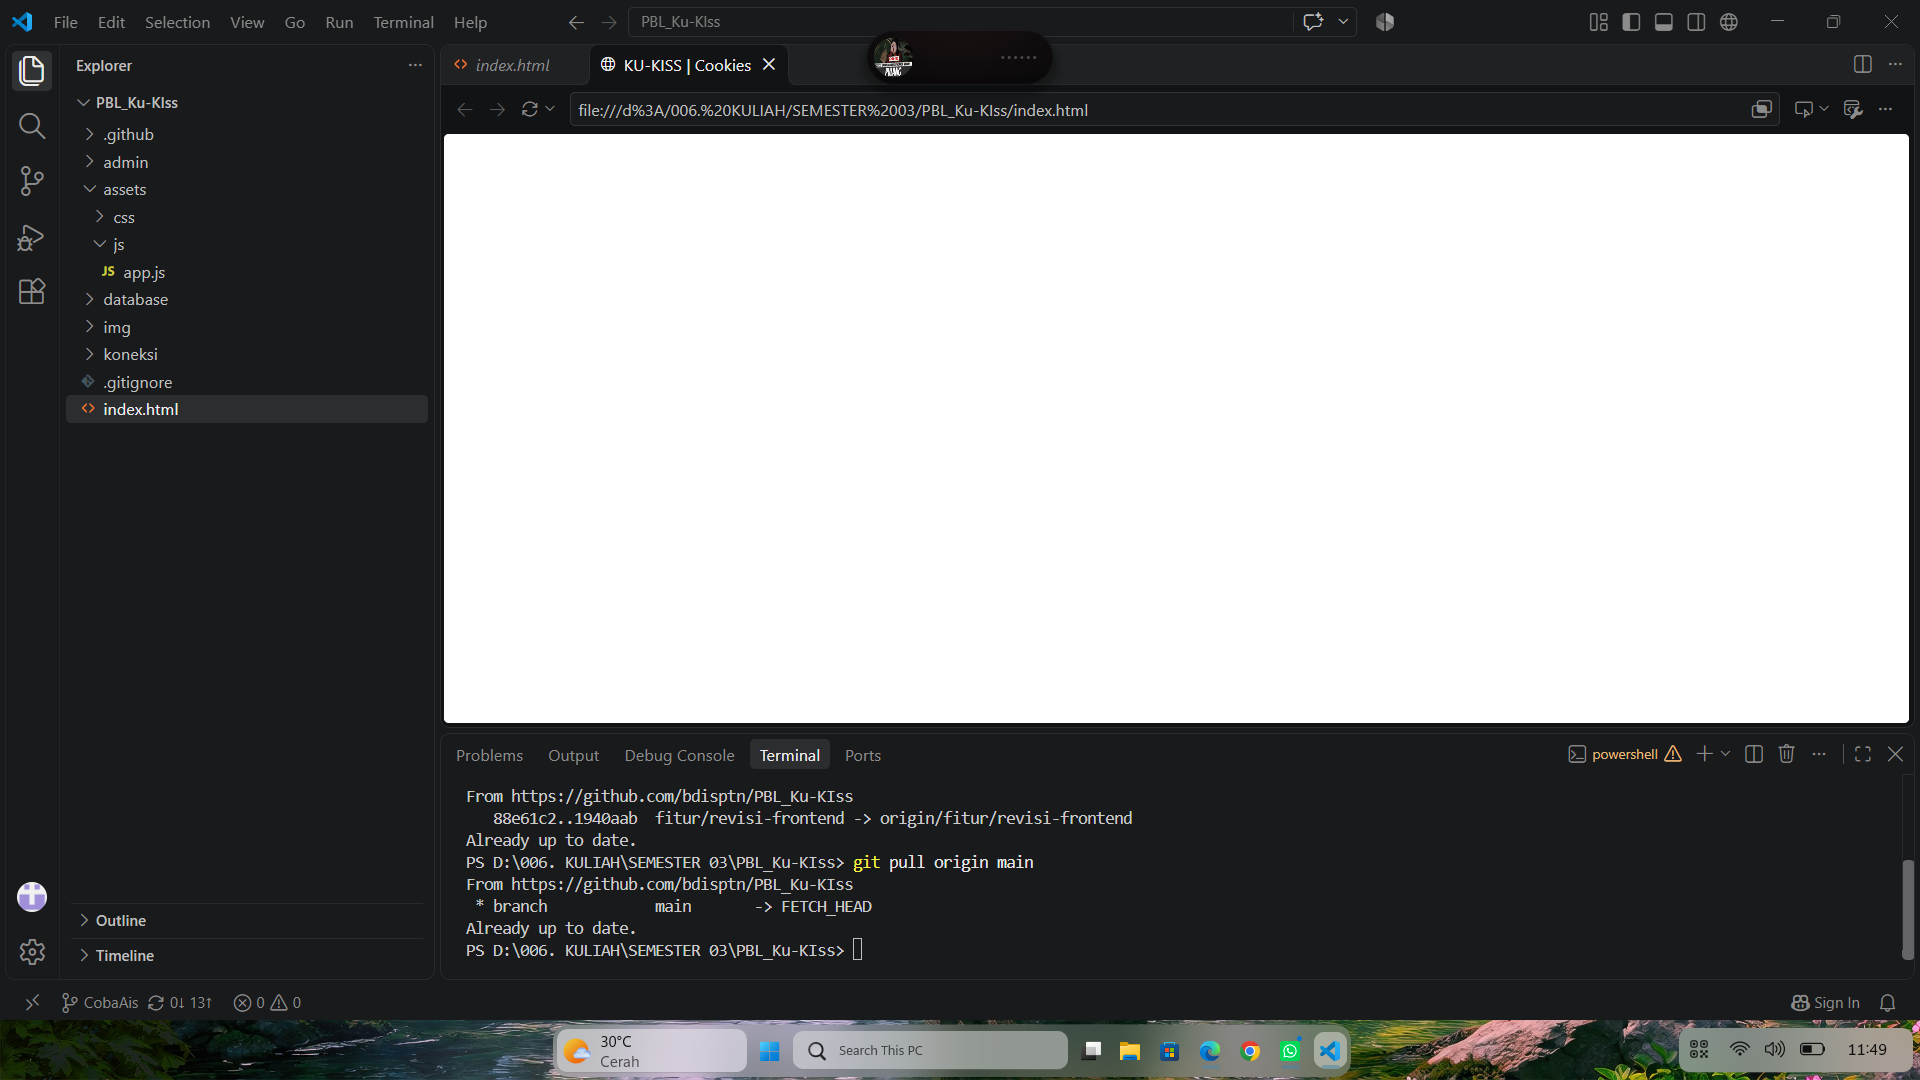 File Edit Selection View Go Run Terminal Help
PBL_Ku-KIss
Explorer
PBL_Ku-KIss
.github
admin
assets
css
js
JS app.js
database
img
koneksi
.gitignore
index.html
Outline
Timeline
index.html
KU-KISS | Cookies
file:///d%3A/006.%20KULIAH/SEMESTER%2003/PBL_Ku-KIss/index.html
Problems Output Debug Console Terminal Ports
powershell
From https://github.com/bdisptn/PBL_Ku-KIss
88e61c2..1940aab  fitur/revisi-frontend -> origin/fitur/revisi-frontend
Already up to date.
PS D:\006. KULIAH\SEMESTER 03\PBL_Ku-KIss> git pull origin main
From https://github.com/bdisptn/PBL_Ku-KIss
* branch            main       -> FETCH_HEAD
Already up to date.
PS D:\006. KULIAH\SEMESTER 03\PBL_Ku-KIss>
CobaAis 0↓ 13↑ 0 0
Sign In
30°C
Cerah
Search This PC
11:49